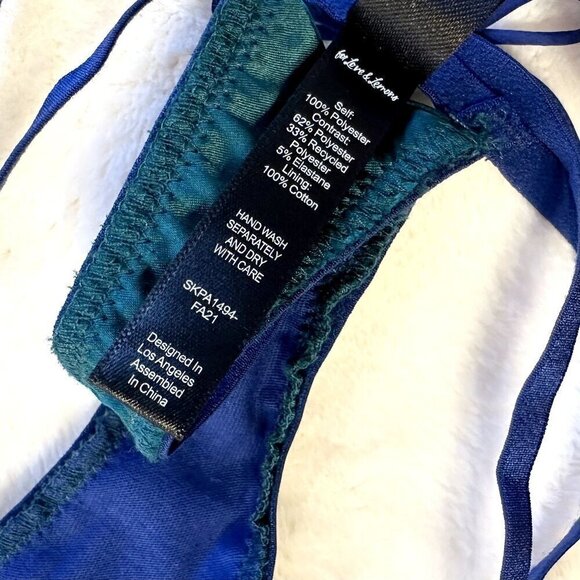 for Love & Lemons
Self:
100% Polyester
Contrast:
62% Polyester
33% Recycled
Polyester
5% Elastane
Lining:
100% Cotton
HAND WASH
SEPARATELY
AND DRY
WITH CARE
SKPA1494-
FA21
Designed In
Los Angeles
Assembled
In China